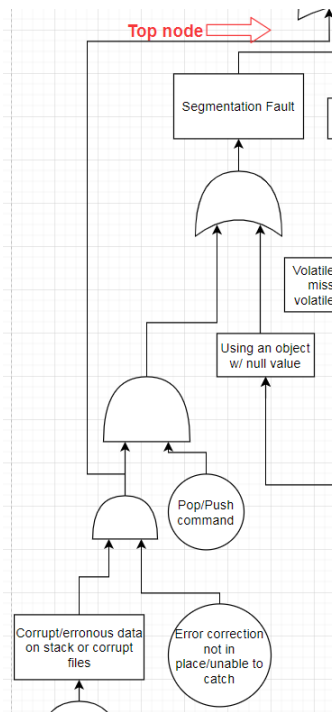 Top node
Segmentation Fault
Volatile
miss
volatile
Using an object
w/ null value
Pop/Push
command
Corrupt/erronous data
on stack or corrupt
files
Error correction
not in
place/unable to
catch